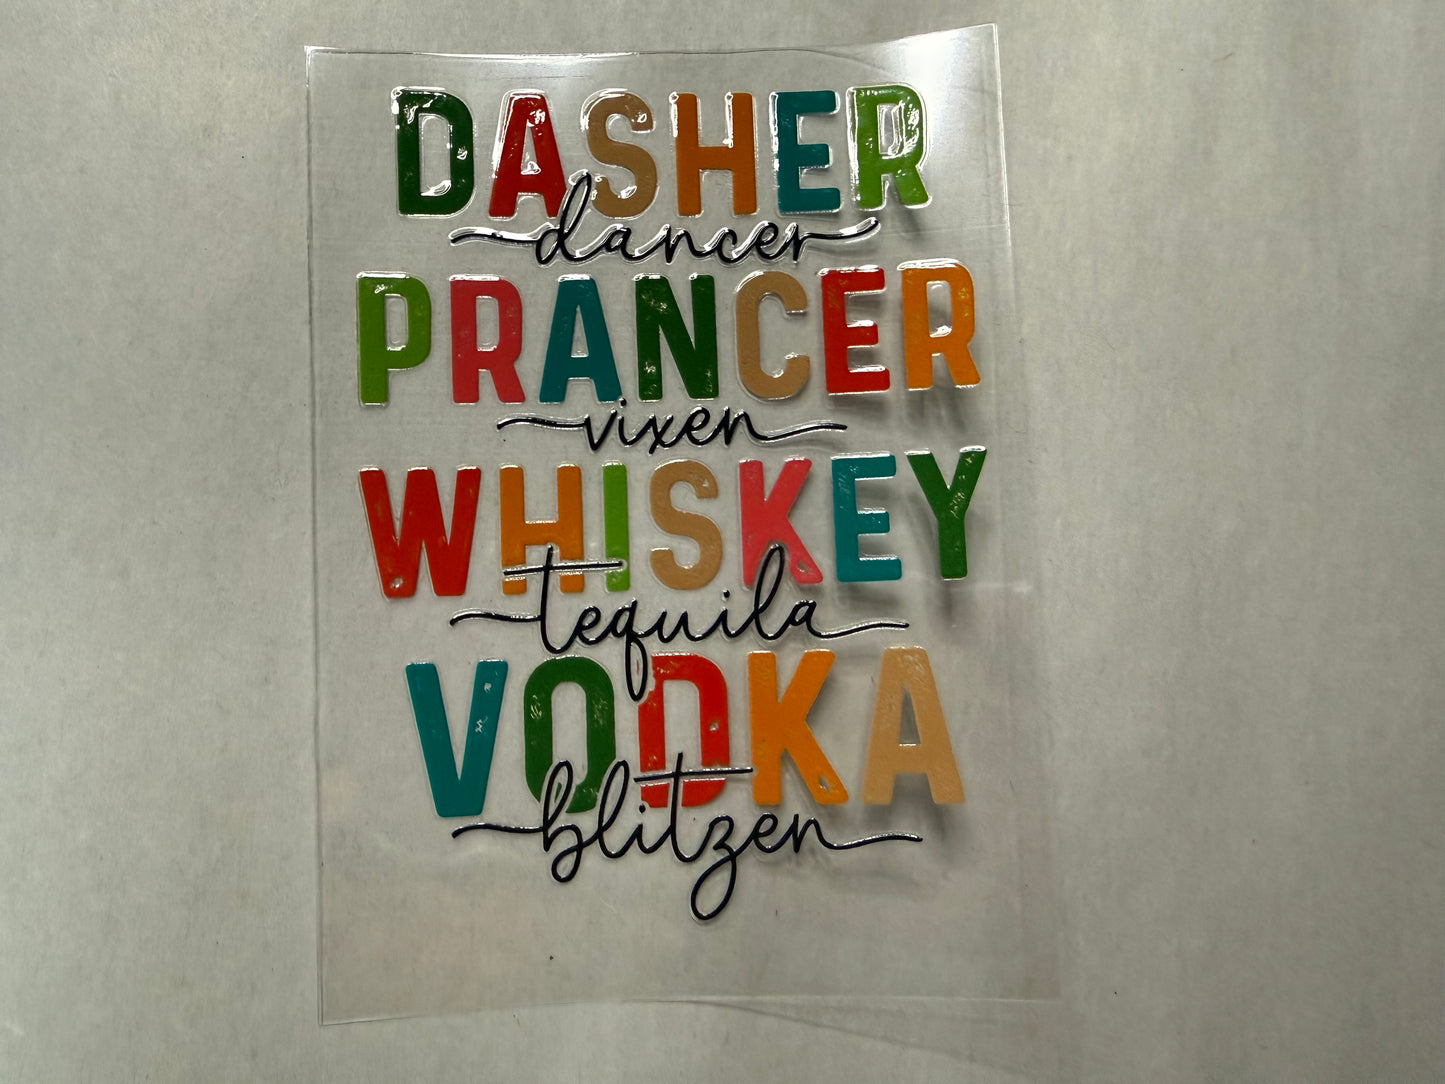 DASHER
dancer
PRANCER
vixen
WHISKEY
tequila
VODKA
blitzen